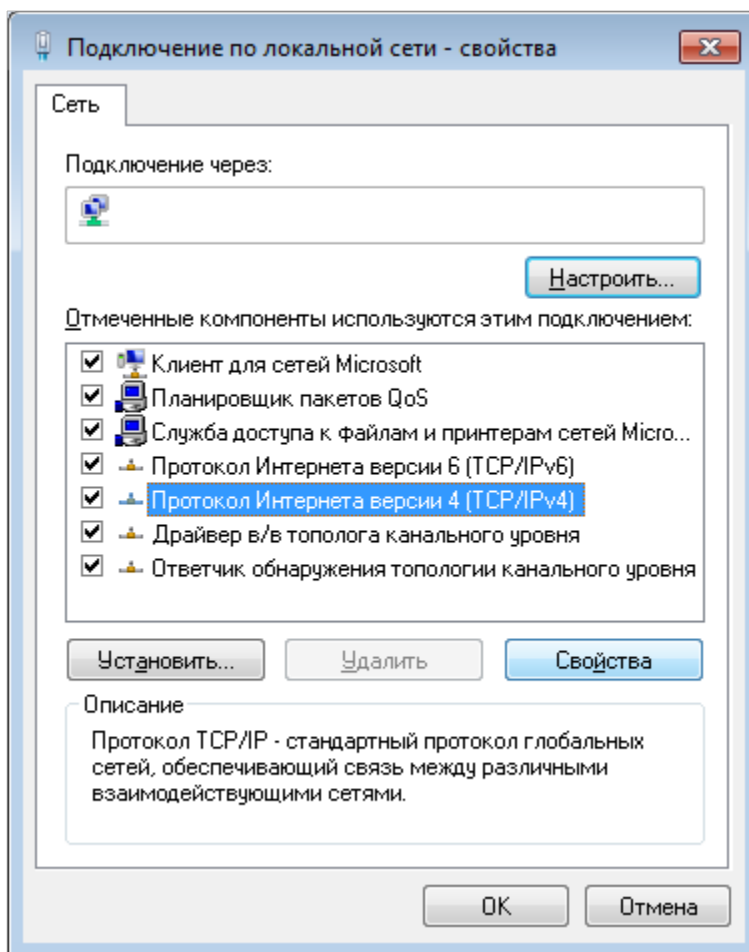 Подключение по локальной сети - свойства
Сеть
Подключение через:
Настроить...
Отмеченные компоненты используются этим подключением:
Клиент для сетей Microsoft
Планировщик пакетов QoS
Служба доступа к файлам и принтерам сетей Micro...
Протокол Интернета версии 6 (TCP/IPv6)
Протокол Интернета версии 4 (TCP/IPv4)
Драйвер в/в тополога канального уровня
Ответчик обнаружения топологии канального уровня
Установить...
Удалить
Свойства
Описание
Протокол TCP/IP - стандартный протокол глобальных
сетей, обеспечивающий связь между различными
взаимодействующими сетями.
OK
Отмена